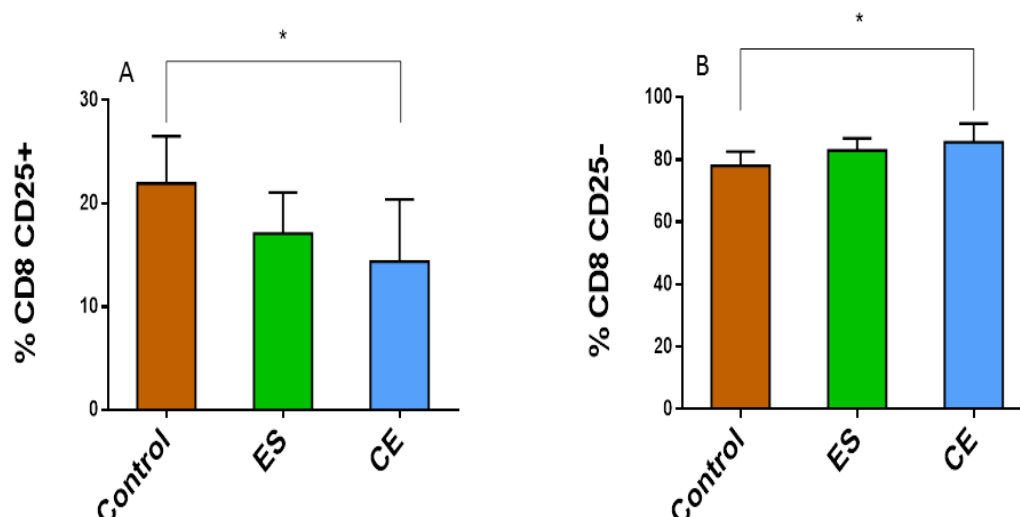 *
A
% CD8 CD25+
30
20
10
0
Control
ES
CE
*
B
% CD8 CD25-
100
80
60
40
20
0
Control
ES
CE